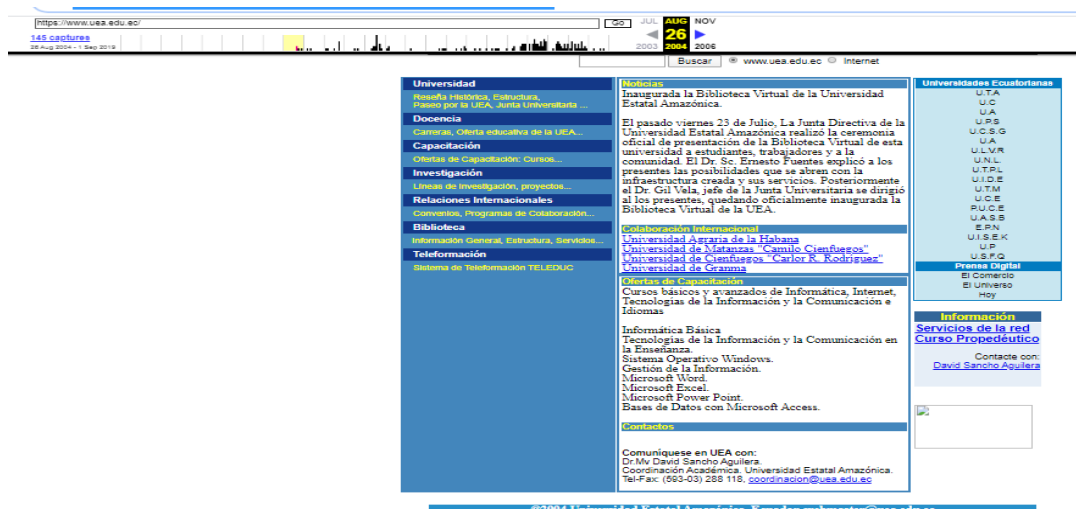 https://www.uea.edu.ec/
Go
JUL AUG NOV
145 captures
26
28 Aug 2004 - 1 Sep 2019
2003 2004 2006
Buscar www.uea.edu.ec Internet
Universidad
Reseña Histórica, Estructura,
Paseo por la UEA, Junta Universitaria ...
Docencia
Carreras, Oferta educativa de la UEA...
Capacitación
Ofertas de Capacitación: Cursos...
Investigación
Líneas de Investigación, proyectos...
Relaciones Internacionales
Convenios, Programas de Colaboración...
Biblioteca
Información General, Estructura, Servicios...
Teleformación
Sistema de Teleformación TELEDUC
Noticias
Inaugurada la Biblioteca Virtual de la Universidad
Estatal Amazónica.
El pasado viernes 23 de Julio, La Junta Directiva de la
Universidad Estatal Amazónica realizó la ceremonia
oficial de presentación de la Biblioteca Virtual de esta
universidad a estudiantes, trabajadores y a la
comunidad. El Dr. Sc. Ernesto Fuentes explicó a los
presentes las posibilidades que se abren con la
infraestructura creada y sus servicios. Posteriormente
el Dr. Gil Vela, jefe de la Junta Universitaria se dirigió
al los presentes, quedando oficialmente inaugurada la
Biblioteca Virtual de la UEA.
Colaboración Internacional
Universidad Agraria de la Habana
Universidad de Matanzas "Camilo Cienfuegos"
Universidad de Cienfuegos "Carlor R. Rodriguez"
Universidad de Granma
Ofertas de Capacitación
Cursos básicos y avanzados de Informática, Internet,
Tecnologías de la Información y la Comunicación e
Idiomas
Informática Básica
Tecnologías de la Información y la Comunicación en
la Enseñanza.
Sistema Operativo Windows.
Gestión de la Información.
Microsoft Word.
Microsoft Excel.
Microsoft Power Point.
Bases de Datos con Microsoft Access.
Contactos
Comuniquese en UEA con:
Dr.Mv David Sancho Aguilera.
Coordinación Académica. Universidad Estatal Amazónica.
Tel-Fax: (593-03) 288 118, coordinacion@uea.edu.ec
Universidades Ecuatorianas
U.T.A
U.C
U.A
U.P.S
U.C.S.G
U.A
U.L.V.R
U.N.L.
U.T.P.L
U.I.D.E
U.T.M
U.C.E
P.U.C.E
U.A.S.B
E.P.N
U.I.S.E.K
U.P
U.S.F.Q
Prensa Digital
El Comercio
El Universo
Hoy
Información
Servicios de la red
Curso Propedéutico
Contacte con:
David Sancho Aguilera